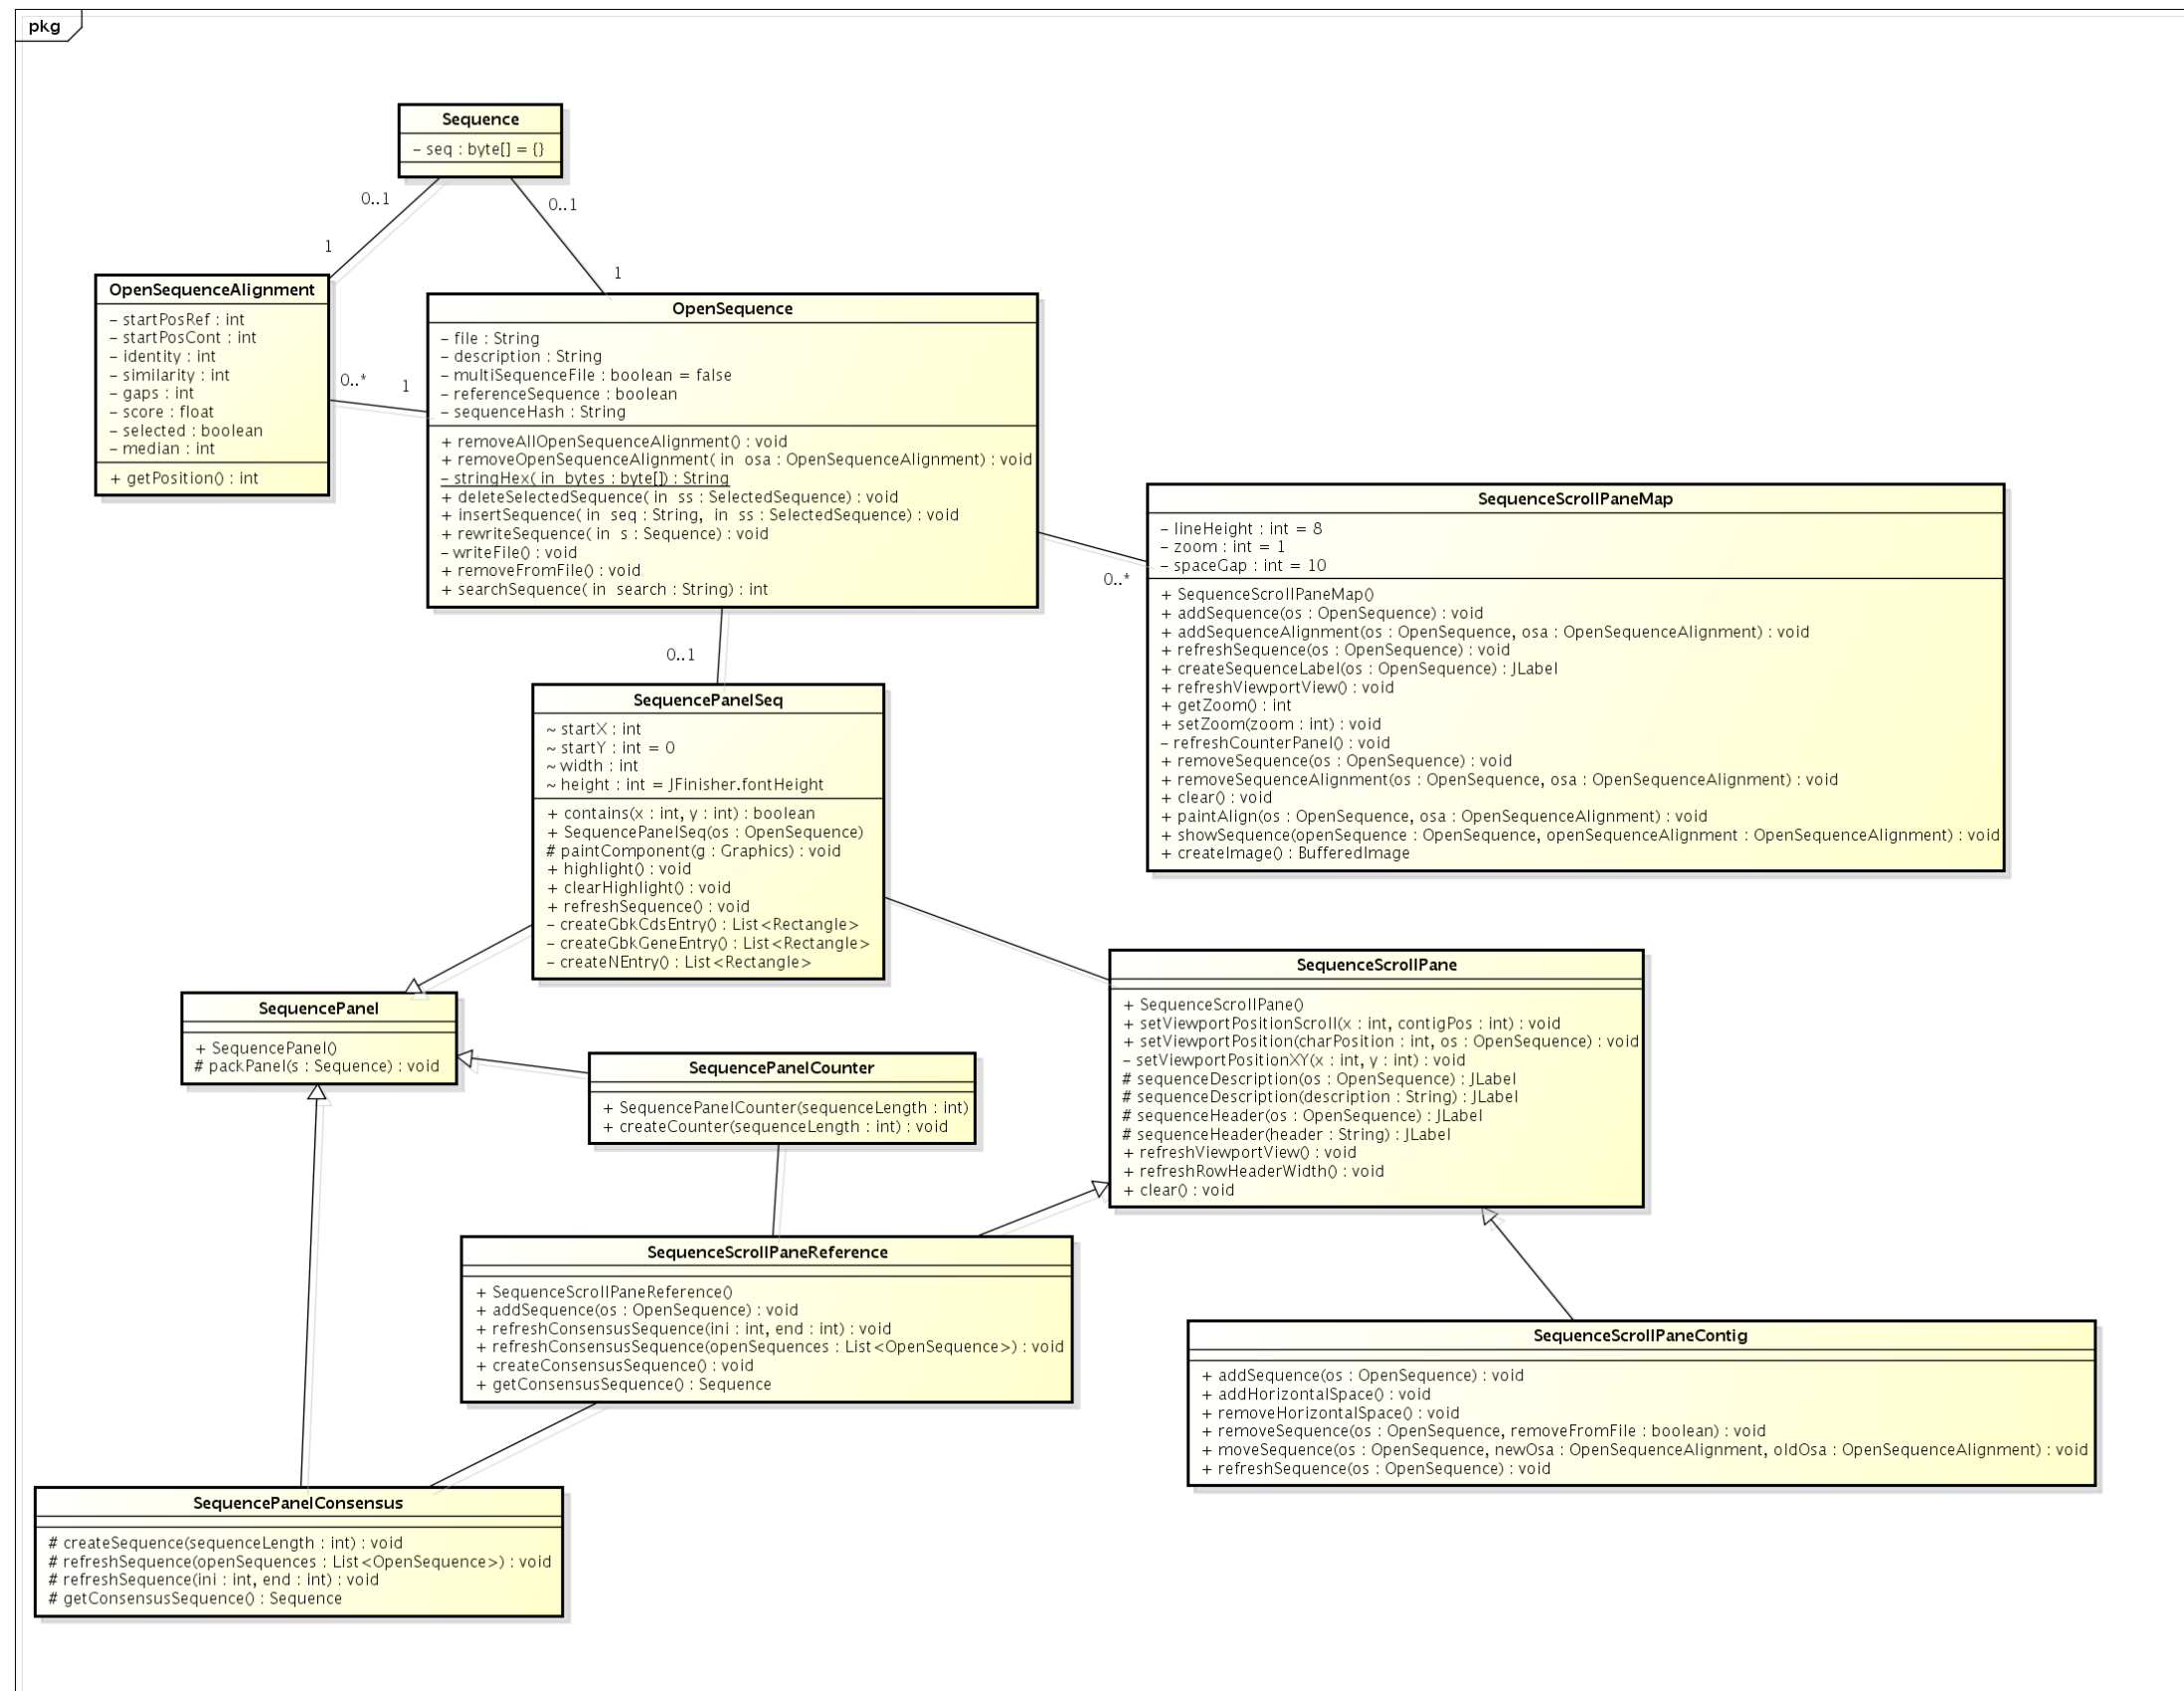 pkg
Sequence
– seq : byte[] = {}
0..1
0..1
1
1
OpenSequenceAlignment
– startPosRef : int
– startPosCont : int
– identity : int
– similarity : int
– gaps : int
– score : float
– selected : boolean
– median : int
+ getPosition() : int
0..*
1
OpenSequence
– file : String
– description : String
– multiSequenceFile : boolean = false
– referenceSequence : boolean
– sequenceHash : String
+ removeAllOpenSequenceAlignment() : void
+ removeOpenSequenceAlignment( in osa : OpenSequenceAlignment) : void
– stringHex( in bytes : byte[]) : String
+ deleteSelectedSequence( in ss : SelectedSequence) : void
+ insertSequence( in seq : String, in ss : SelectedSequence) : void
+ rewriteSequence( in s : Sequence) : void
– writeFile() : void
+ removeFromFile() : void
+ searchSequence( in search : String) : int
0..*
0..1
SequenceScrollPaneMap
– lineHeight : int = 8
– zoom : int = 1
– spaceGap : int = 10
+ SequenceScrollPaneMap()
+ addSequence(os : OpenSequence) : void
+ addSequenceAlignment(os : OpenSequence, osa : OpenSequenceAlignment) : void
+ refreshSequence(os : OpenSequence) : void
+ createSequenceLabel(os : OpenSequence) : JLabel
+ refreshViewportView() : void
+ getZoom() : int
+ setZoom(zoom : int) : void
– refreshCounterPanel() : void
+ removeSequence(os : OpenSequence) : void
+ removeSequenceAlignment(os : OpenSequence, osa : OpenSequenceAlignment) : void
+ clear() : void
+ paintAlign(os : OpenSequence, osa : OpenSequenceAlignment) : void
+ showSequence(openSequence : OpenSequence, openSequenceAlignment : OpenSequenceAlignment) : void
+ createImage() : BufferedImage
SequencePanelSeq
~ startX : int
~ startY : int = 0
~ width : int
~ height : int = JFinisher.fontHeight
+ contains(x : int, y : int) : boolean
+ SequencePanelSeq(os : OpenSequence)
# paintComponent(g : Graphics) : void
+ highlight() : void
+ clearHighlight() : void
+ refreshSequence() : void
– createGbkCdsEntry() : List<Rectangle>
– createGbkGeneEntry() : List<Rectangle>
– createNEntry() : List<Rectangle>
SequencePanel
+ SequencePanel()
# packPanel(s : Sequence) : void
SequencePanelCounter
+ SequencePanelCounter(sequenceLength : int)
+ createCounter(sequenceLength : int) : void
SequenceScrollPane
+ SequenceScrollPane()
+ setViewportPositionScroll(x : int, contigPos : int) : void
+ setViewportPosition(charPosition : int, os : OpenSequence) : void
– setViewportPositionXY(x : int, y : int) : void
# sequenceDescription(os : OpenSequence) : JLabel
# sequenceDescription(description : String) : JLabel
# sequenceHeader(os : OpenSequence) : JLabel
# sequenceHeader(header : String) : JLabel
+ refreshViewportView() : void
+ refreshRowHeaderWidth() : void
+ clear() : void
SequenceScrollPaneReference
+ SequenceScrollPaneReference()
+ addSequence(os : OpenSequence) : void
+ refreshConsensusSequence(ini : int, end : int) : void
+ refreshConsensusSequence(openSequences : List<OpenSequence>) : void
+ createConsensusSequence() : void
+ getConsensusSequence() : Sequence
SequenceScrollPaneContig
+ addSequence(os : OpenSequence) : void
+ addHorizontalSpace() : void
+ removeHorizontalSpace() : void
+ removeSequence(os : OpenSequence, removeFromFile : boolean) : void
+ moveSequence(os : OpenSequence, newOsa : OpenSequenceAlignment, oldOsa : OpenSequenceAlignment) : void
+ refreshSequence(os : OpenSequence) : void
SequencePanelConsensus
# createSequence(sequenceLength : int) : void
# refreshSequence(openSequences : List<OpenSequence>) : void
# refreshSequence(ini : int, end : int) : void
# getConsensusSequence() : Sequence